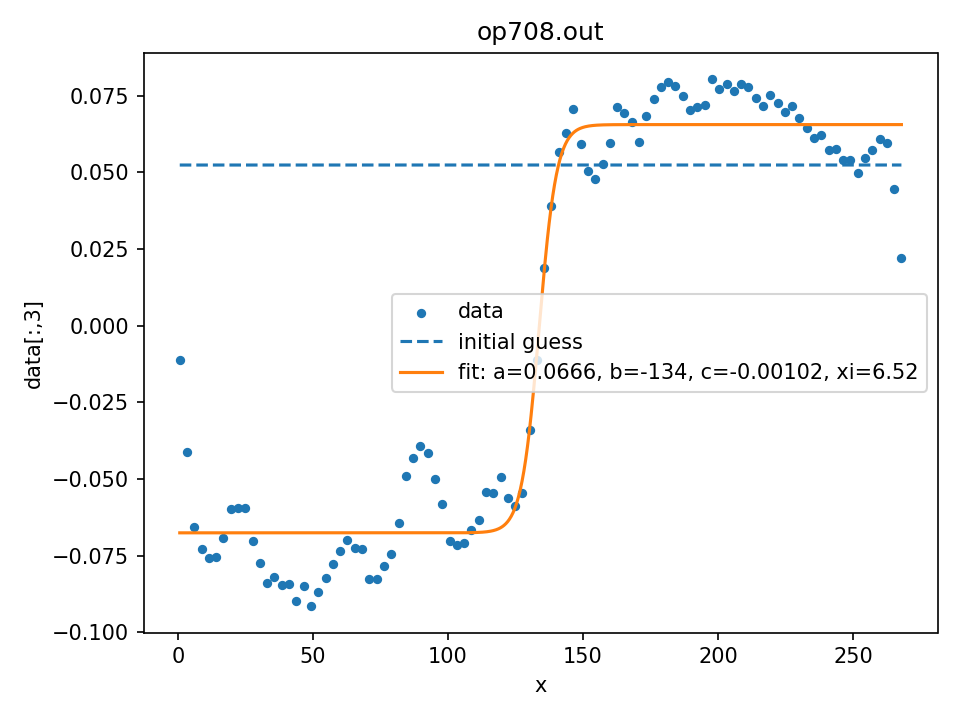 op708.out
data[:,3]
0.075
0.050
0.025
0.000
−0.025
−0.050
−0.075
−0.100
data
initial guess
fit: a=0.0666, b=-134, c=-0.00102, xi=6.52
0 50 100 150 200 250
x